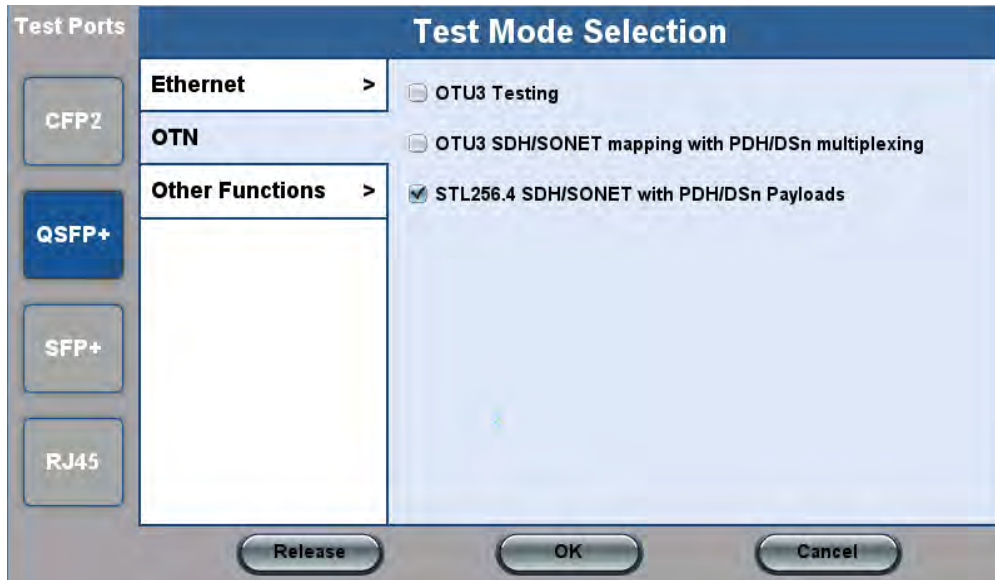 Test Ports
Test Mode Selection
CFP2
QSFP+
SFP+
RJ45
Ethernet >
OTN
Other Functions >
OTU3 Testing
OTU3 SDH/SONET mapping with PDH/DSn multiplexing
STL256.4 SDH/SONET with PDH/DSn Payloads
Release
OK
Cancel